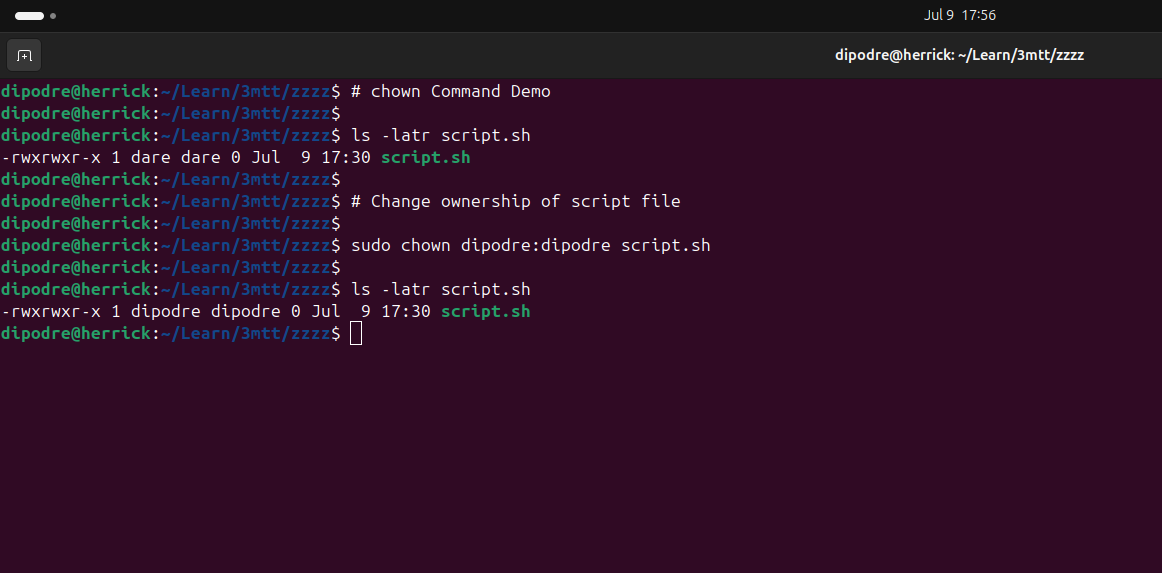 Jul 9 17:56
dipodre@herrick: ~/Learn/3mtt/zzzz
dipodre@herrick:~/Learn/3mtt/zzzz$ # chown Command Demo
dipodre@herrick:~/Learn/3mtt/zzzz$
dipodre@herrick:~/Learn/3mtt/zzzz$ ls -latr script.sh
-rwxrwxr-x 1 dare dare 0 Jul  9 17:30 script.sh
dipodre@herrick:~/Learn/3mtt/zzzz$
dipodre@herrick:~/Learn/3mtt/zzzz$ # Change ownership of script file
dipodre@herrick:~/Learn/3mtt/zzzz$
dipodre@herrick:~/Learn/3mtt/zzzz$ sudo chown dipodre:dipodre script.sh
dipodre@herrick:~/Learn/3mtt/zzzz$
dipodre@herrick:~/Learn/3mtt/zzzz$ ls -latr script.sh
-rwxrwxr-x 1 dipodre dipodre 0 Jul  9 17:30 script.sh
dipodre@herrick:~/Learn/3mtt/zzzz$